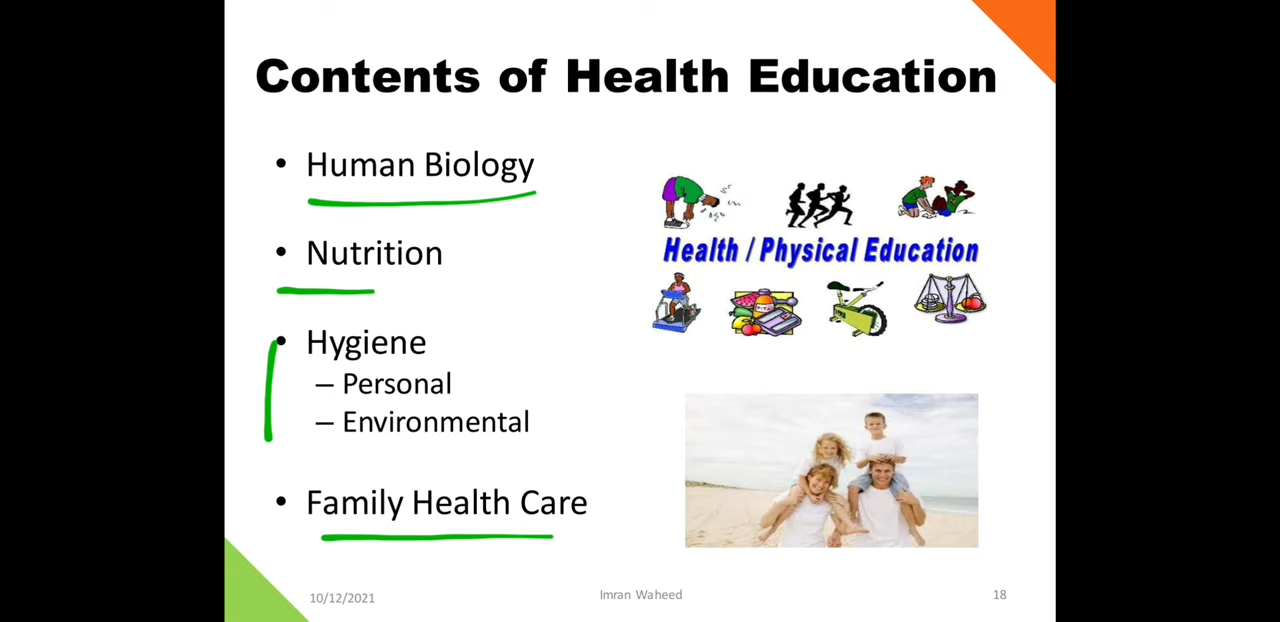 Contents of Health Education
• Human Biology
• Nutrition
• Hygiene
– Personal
– Environmental
• Family Health Care
Health / Physical Education
10/12/2021
Imran Waheed
18